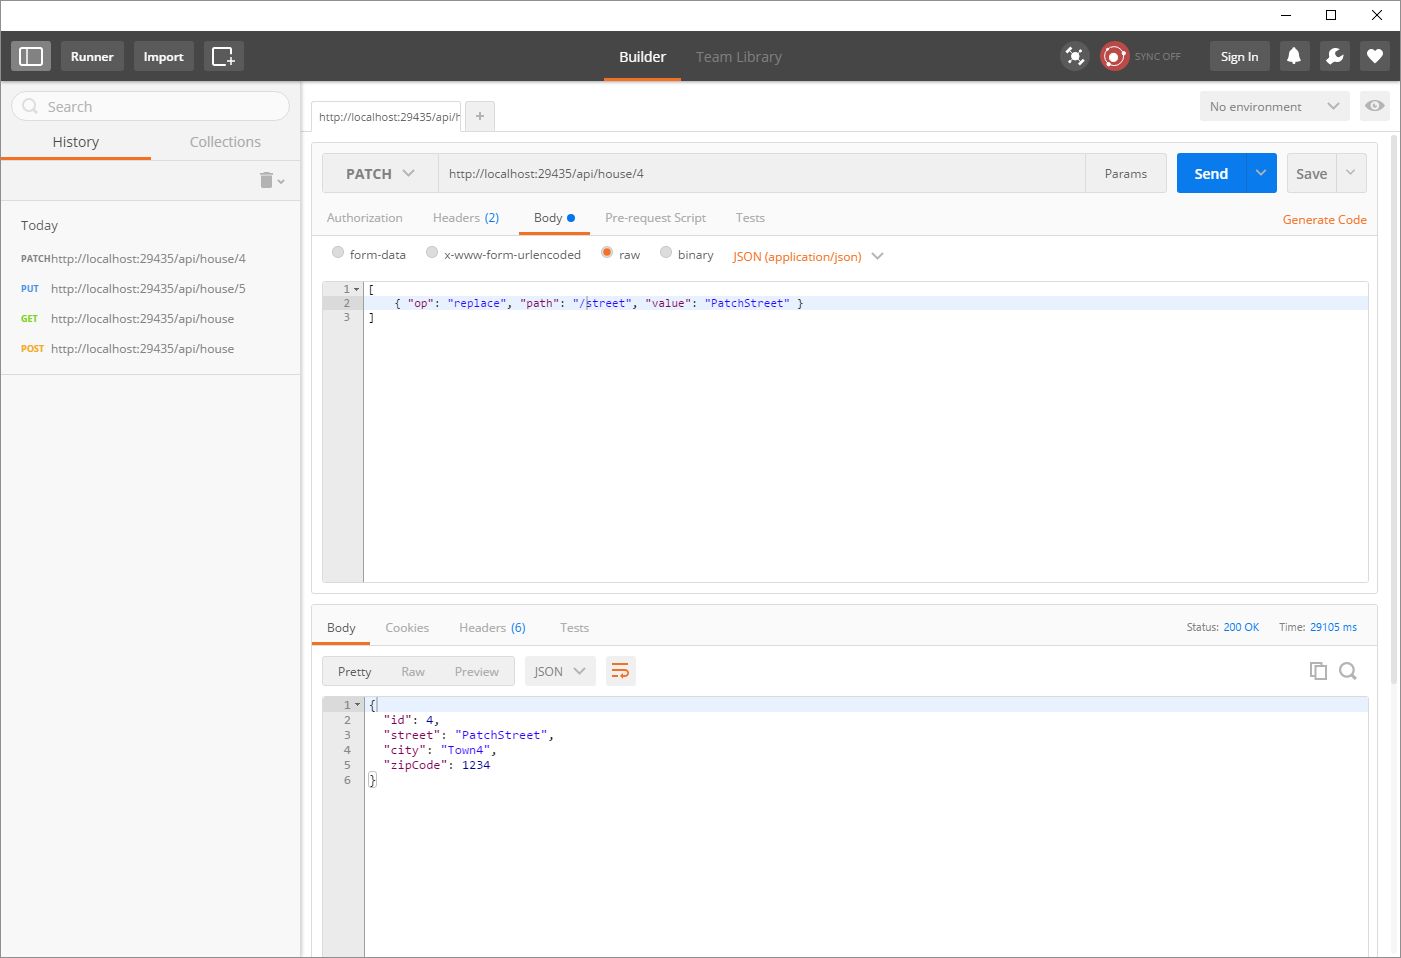 Runner Import Builder Team Library SYNC OFF Sign In
Search
History Collections
Today
PATCH http://localhost:29435/api/house/4
PUT http://localhost:29435/api/house/5
GET http://localhost:29435/api/house
POST http://localhost:29435/api/house
http://localhost:29435/api/h + No environment
PATCH http://localhost:29435/api/house/4 Params Send Save
Authorization Headers (2) Body Pre-request Script Tests Generate Code
form-data x-www-form-urlencoded raw binary JSON (application/json)
1 [
2 { "op": "replace", "path": "/street", "value": "PatchStreet" }
3 ]
Body Cookies Headers (6) Tests Status: 200 OK Time: 29105 ms
Pretty Raw Preview JSON
1 {
2 "id": 4,
3 "street": "PatchStreet",
4 "city": "Town4",
5 "zipCode": 1234
6 }